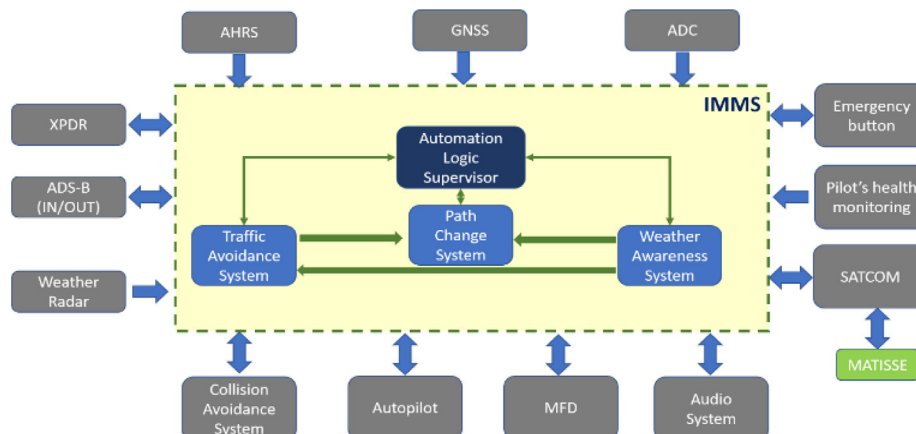 AHRS
GNSS
ADC
IMMS
XPDR
Emergency
button
Automation
Logic
Supervisor
ADS-B
(IN/OUT)
Pilot's health
monitoring
Traffic
Avoidance
System
Path
Change
System
Weather
Awareness
System
Weather
Radar
SATCOM
MATISSE
Collision
Avoidance
System
Autopilot
MFD
Audio
System